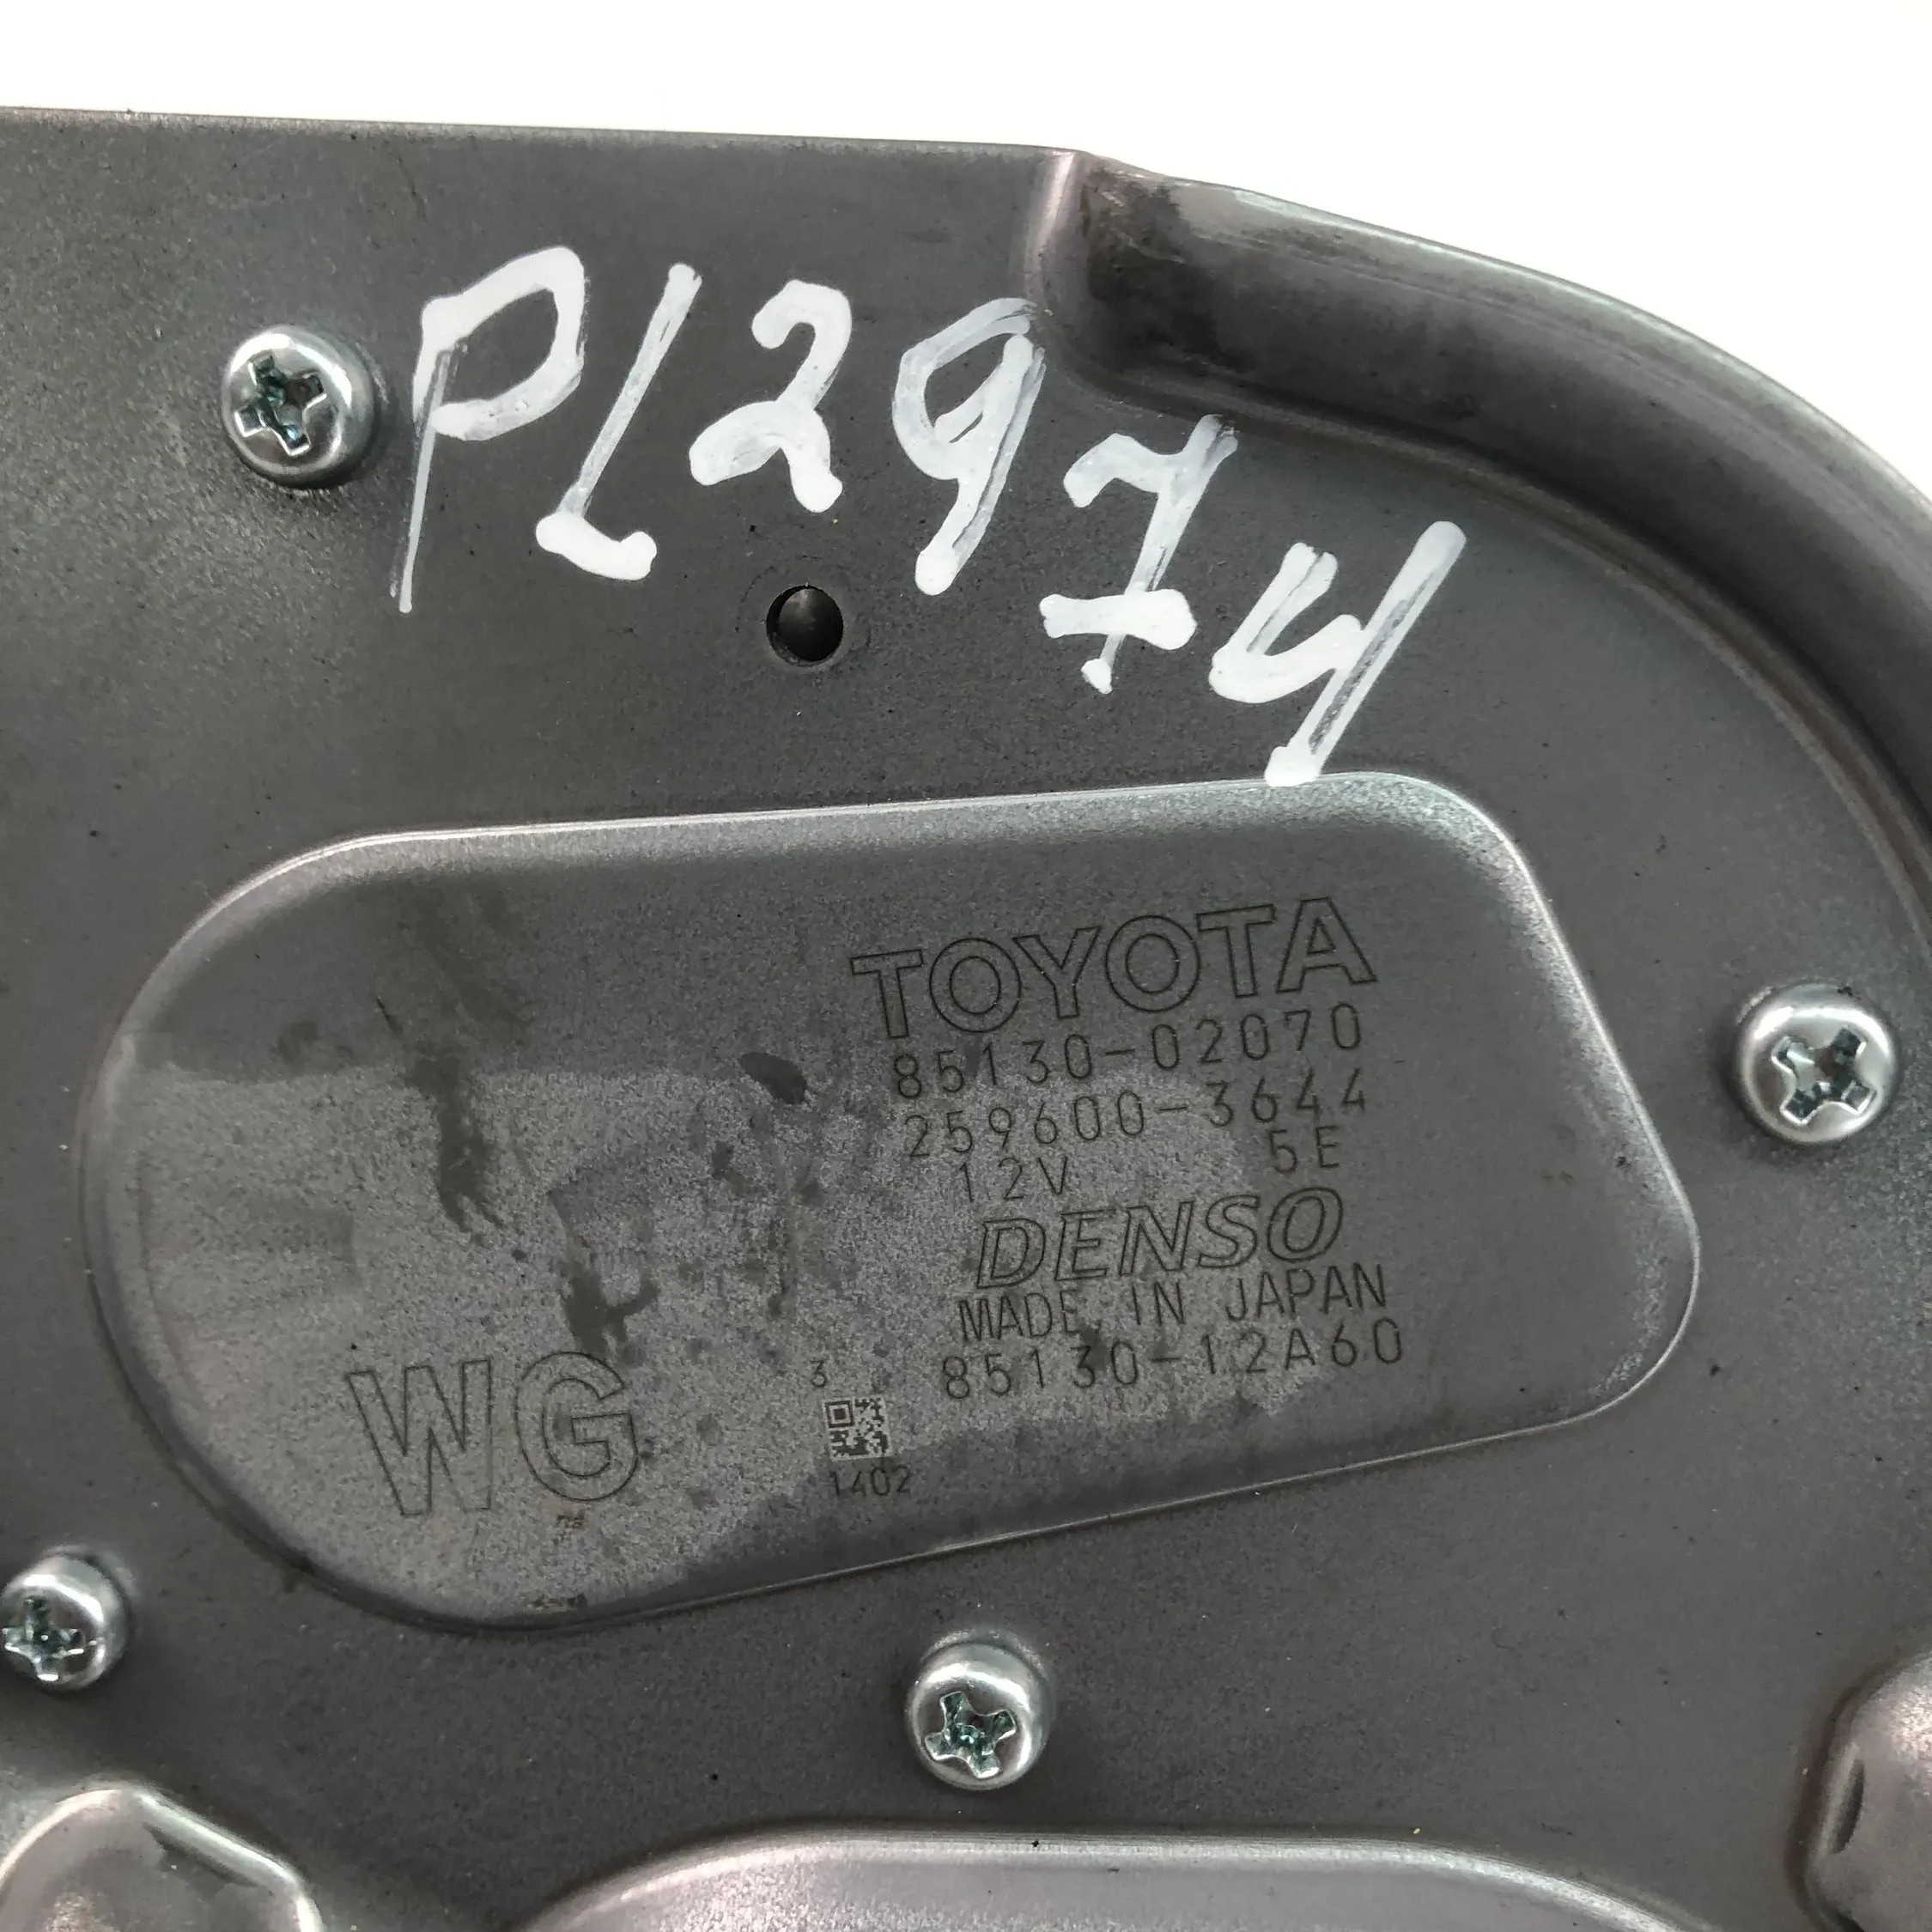 PL2974
TOYOTA
85130-02070
259600-3644
12V 5E
DENSO
MADE IN JAPAN
85130-12A60
WG
3
1402